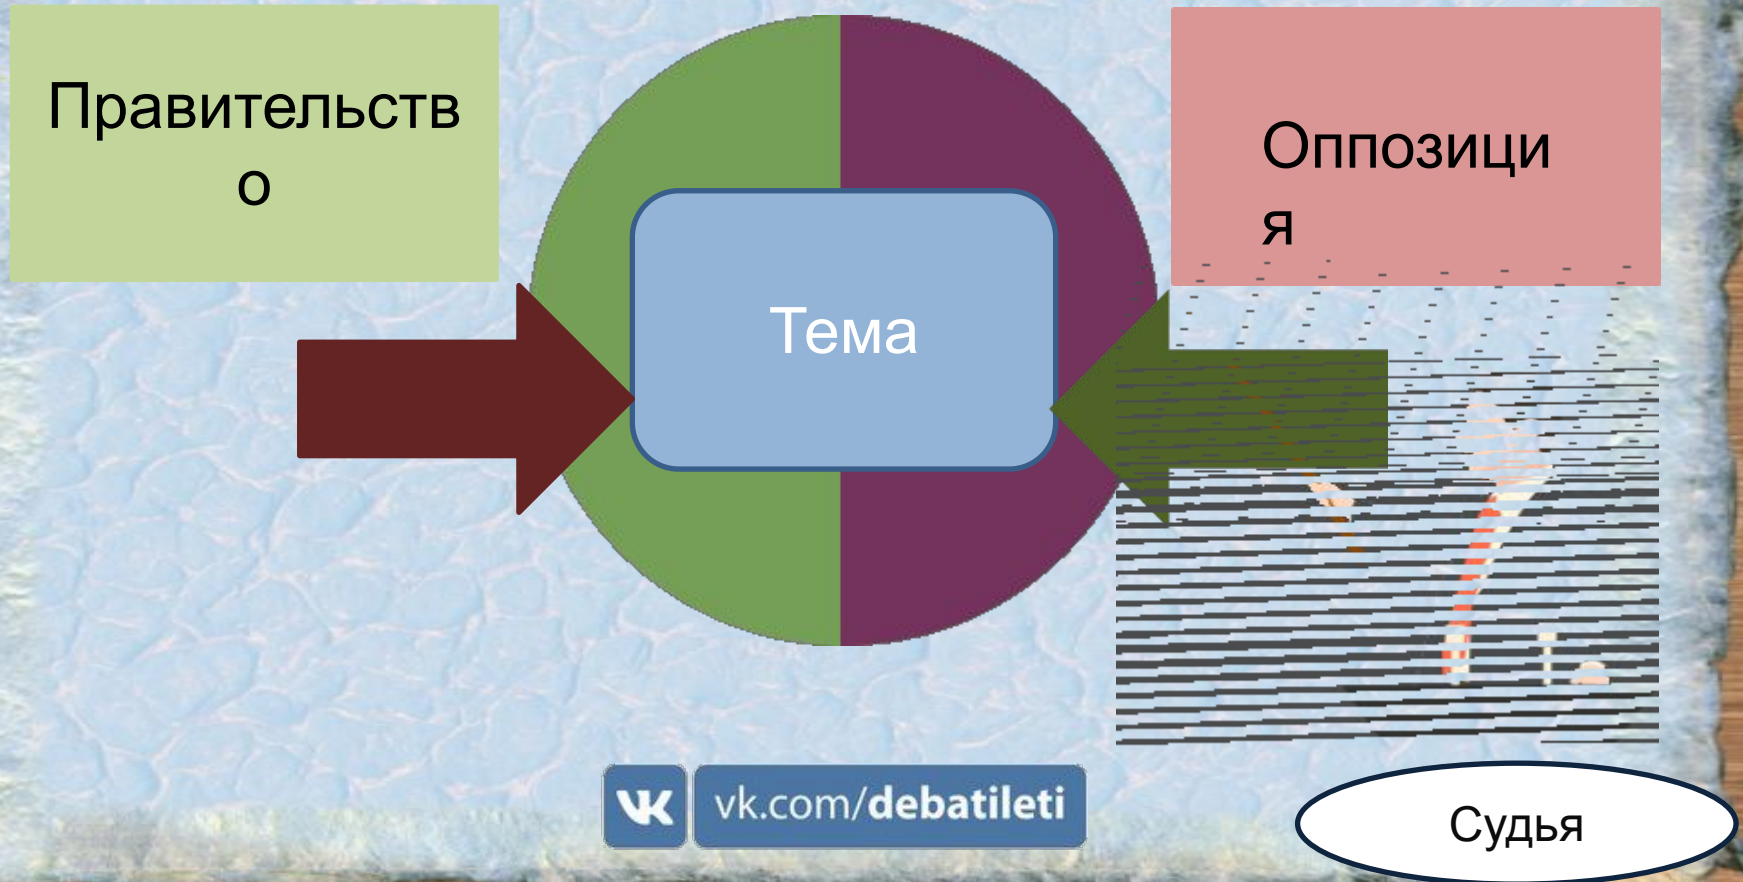 Правительств
о
Оппозици
я
Тема
vk.com/debatileti
Судья